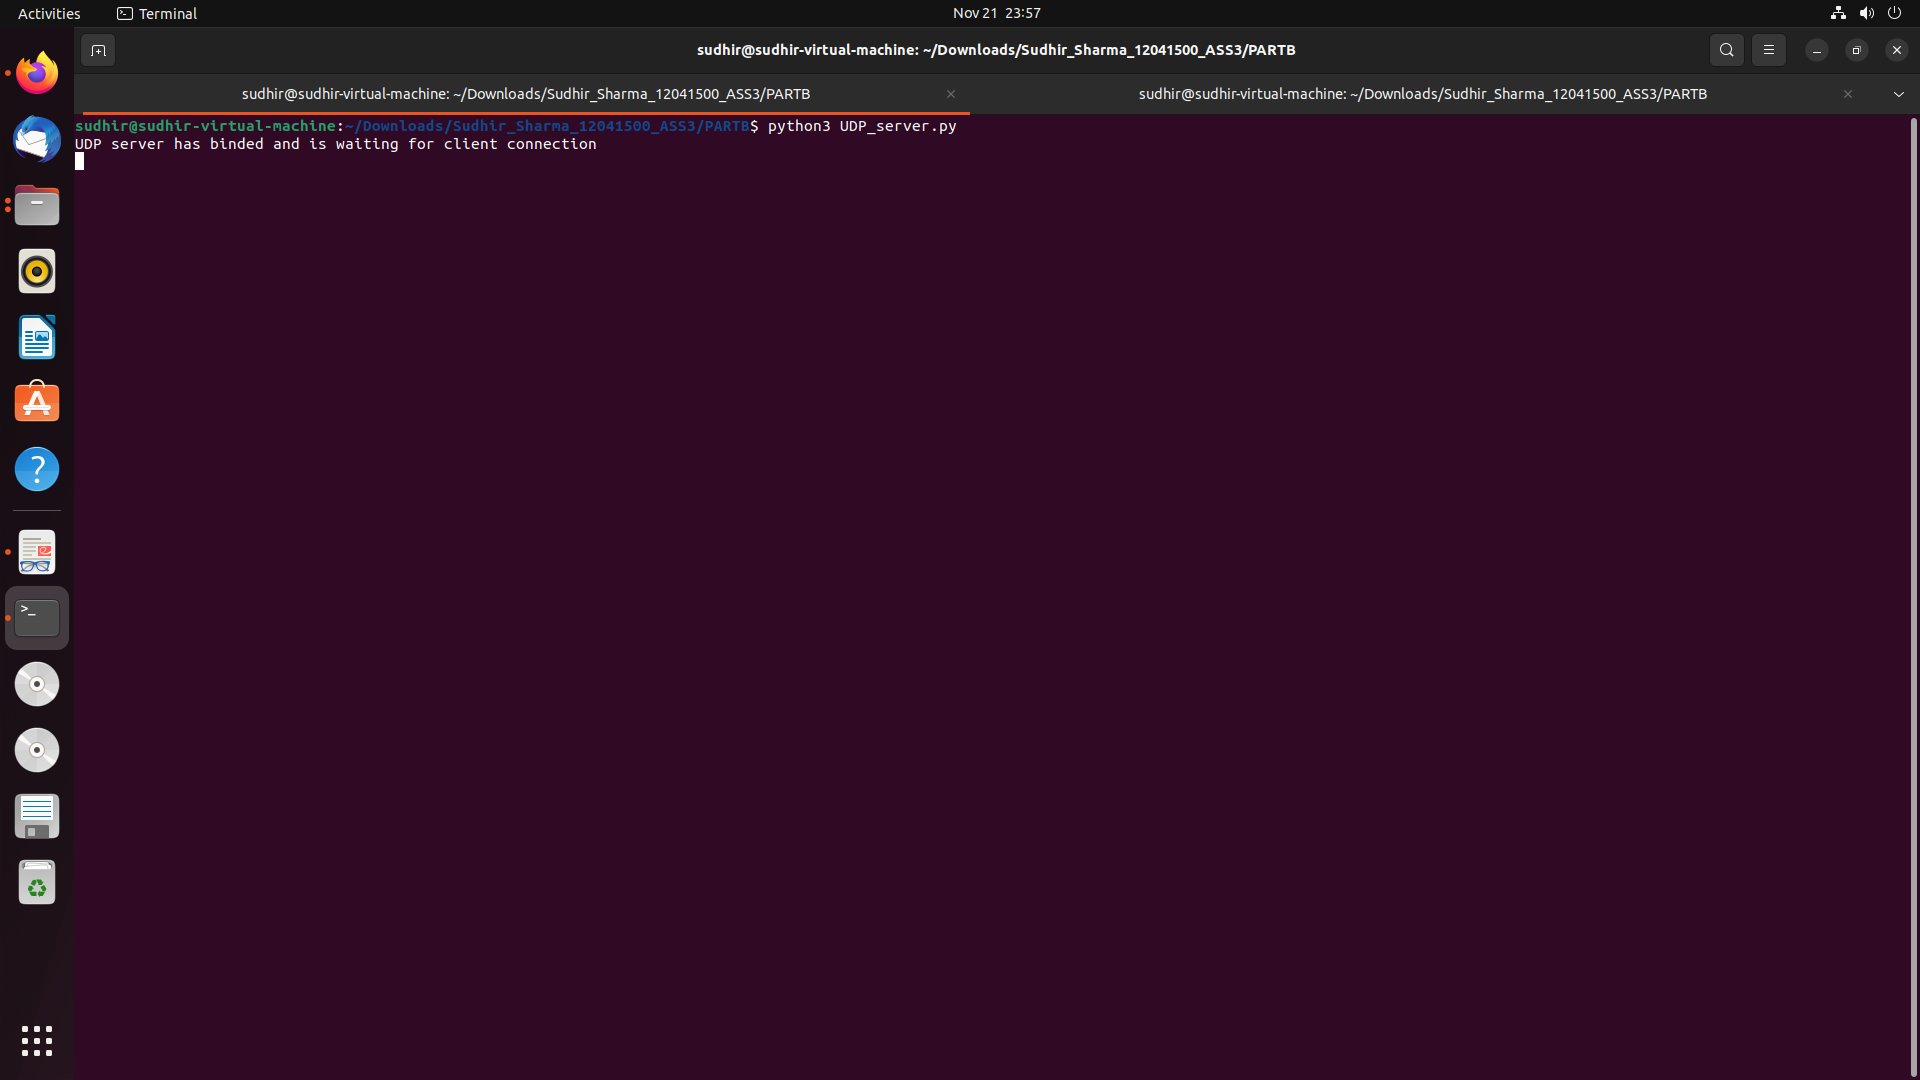 Activities Terminal Nov 21 23:57
sudhir@sudhir-virtual-machine: ~/Downloads/Sudhir_Sharma_12041500_ASS3/PARTB
sudhir@sudhir-virtual-machine: ~/Downloads/Sudhir_Sharma_12041500_ASS3/PARTB sudhir@sudhir-virtual-machine: ~/Downloads/Sudhir_Sharma_12041500_ASS3/PARTB
sudhir@sudhir-virtual-machine:~/Downloads/Sudhir_Sharma_12041500_ASS3/PARTB$ python3 UDP_server.py
UDP server has binded and is waiting for client connection